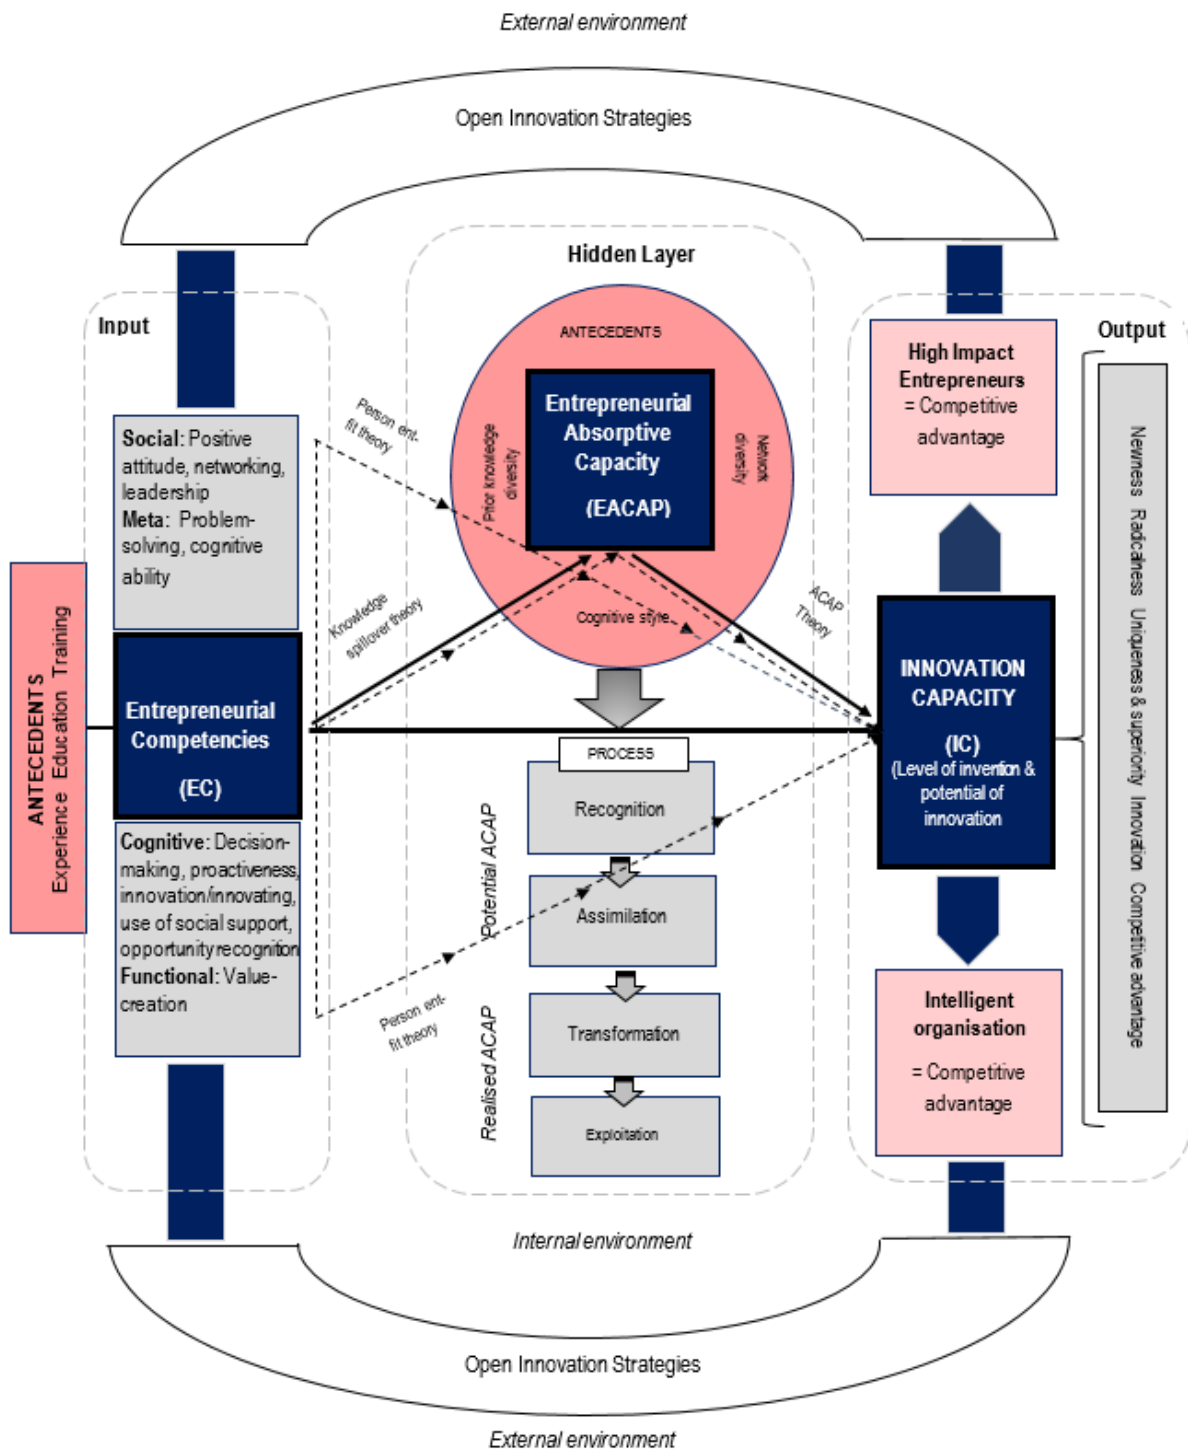 External environment
Open Innovation Strategies
Hidden Layer
Input
Output
ANTECEDENTS
Experience Education Training
Social: Positive
attitude, networking,
leadership
Meta: Problem-
solving, cognitive
ability
Entrepreneurial
Competencies
(EC)
Cognitive: Decision-
making, proactiveness,
innovation/innovating,
use of social support,
opportunity recognition
Functional: Value-
creation
Person ent-
fit theory
Knowledge
spillover theory
Person ent-
fit theory
ANTECEDENTS
Prior knowledge
diversity
Entrepreneurial
Absorptive
Capacity
(EACAP)
Network
diversity
Cognitive style
ACAP
Theory
PROCESS
Potential ACAP
Recognition
Assimilation
Realised ACAP
Transformation
Exploitation
High Impact
Entrepreneurs
= Competitive
advantage
INNOVATION
CAPACITY
(IC)
(Level of invention &
potential of
innovation
Intelligent
organisation
= Competitive
advantage
Newness Radicalness Uniqueness & superiority Innovation Competitive advantage
Internal environment
Open Innovation Strategies
External environment